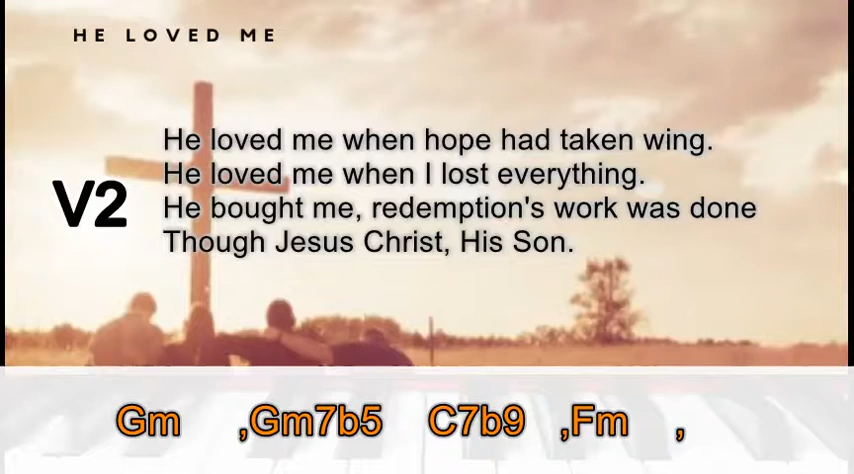 HE LOVED ME
He loved me when hope had taken wing.
He loved me when I lost everything.
V2
He bought me, redemption's work was done
Though Jesus Christ, His Son.
Gm ,Gm7b5 C7b9 ,Fm ,